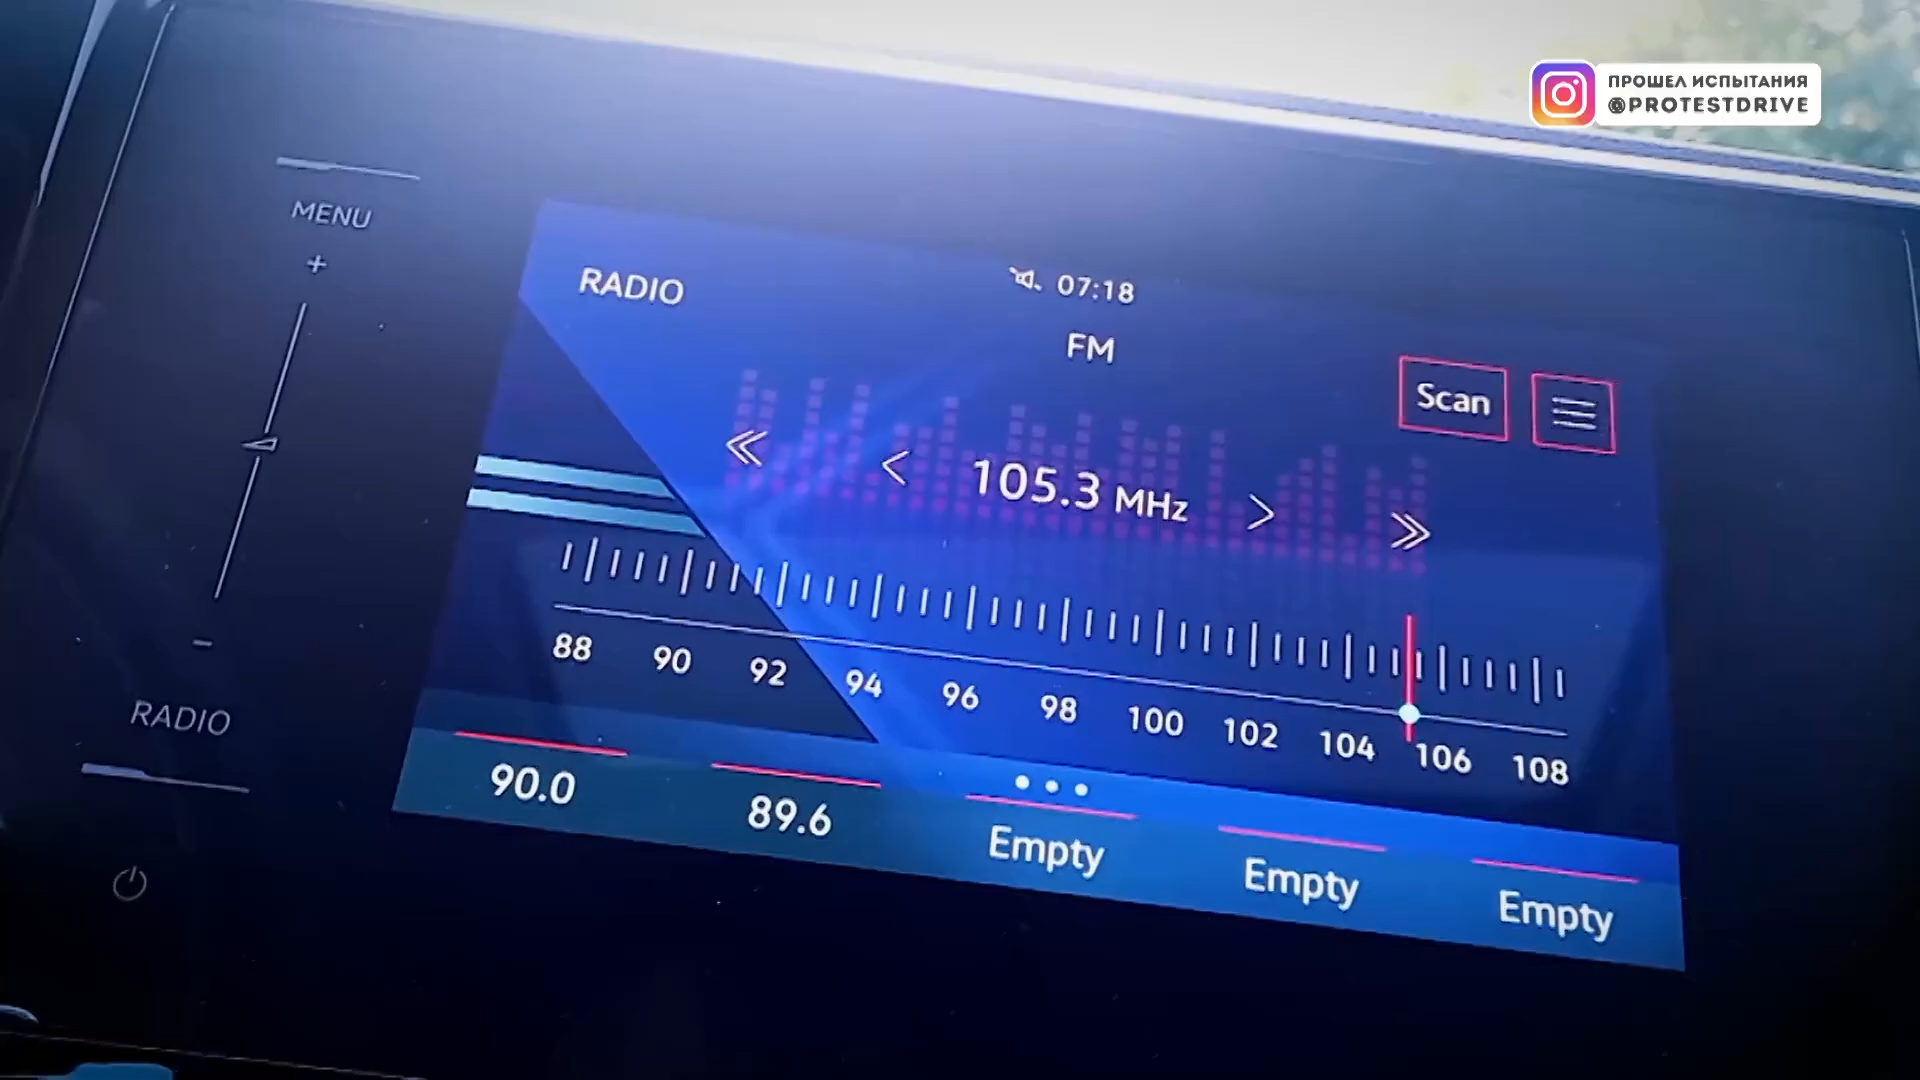 ПРОШЕЛ ИСПЫТАНИЯ
@PROTESTDRIVE
MENU
+
−
RADIO
RADIO
07:18
FM
Scan
105.3 MHz
88 90 92 94 96 98 100 102 104 106 108
90.0 89.6 Empty Empty Empty